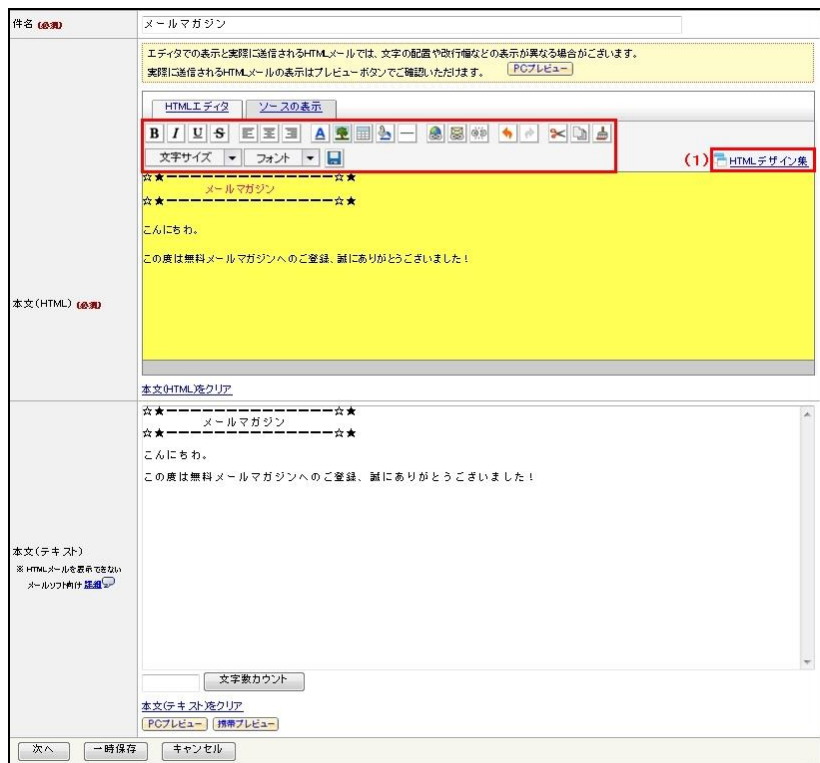 件名 (必須)
メールマガジン
エディタでの表示と実際に送信されるHTMLメールでは、文字の配置や改行幅などの表示が異なる場合がございます。
実際に送信されるHTMLメールの表示はプレビューボタンでご確認いただけます。 PCプレビュー
HTMLエディタ ソースの表示
B I U S A
文字サイズ フォント
(1) HTMLデザイン集
☆★ーーーーーーーーーーーーーーー☆★
メールマガジン
☆★ーーーーーーーーーーーーーーー☆★
こんにちわ。
この度は無料メールマガジンへのご登録、誠にありがとうございました!
本文(HTML) (必須)
本文(HTML)をクリア
☆★ーーーーーーーーーーーーーーー☆★
メールマガジン
☆★ーーーーーーーーーーーーーーー☆★
こんにちわ。
この度は無料メールマガジンへのご登録、誠にありがとうございました!
本文(テキスト)
※ HTMLメールを表示できない
メールソフト向け 詳細
文字数カウント
本文(テキスト)をクリア
PCプレビュー 携帯プレビュー
次へ 一時保存 キャンセル